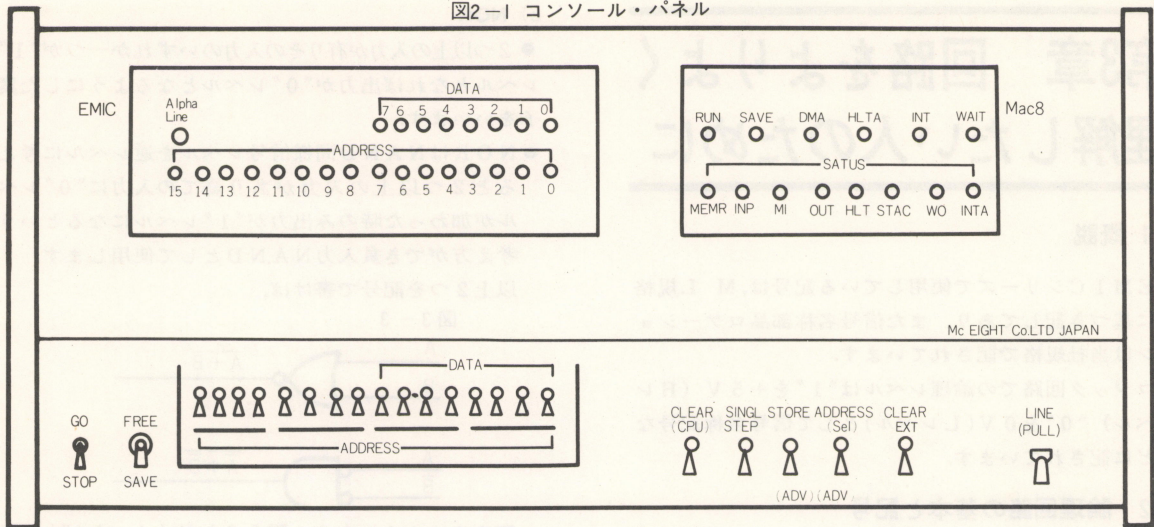 図2-1 コンソール・パネル
EMIC
Alpha Line
DATA
7 6 5 4 3 2 1 0
ADDRESS
15 14 13 12 11 10 9 8 7 6 5 4 3 2 1 0
Mac8
RUN SAVE DMA HLTA INT WAIT
SATUS
MEMR INP MI OUT HLT STAC WO INTA
Mc EIGHT Co.LTD JAPAN
GO
STOP
FREE
SAVE
DATA
ADDRESS
CLEAR (CPU) SINGL STEP STORE ADDRESS (Sel) CLEAR EXT
(ADV) (ADV,
LINE (PULL)